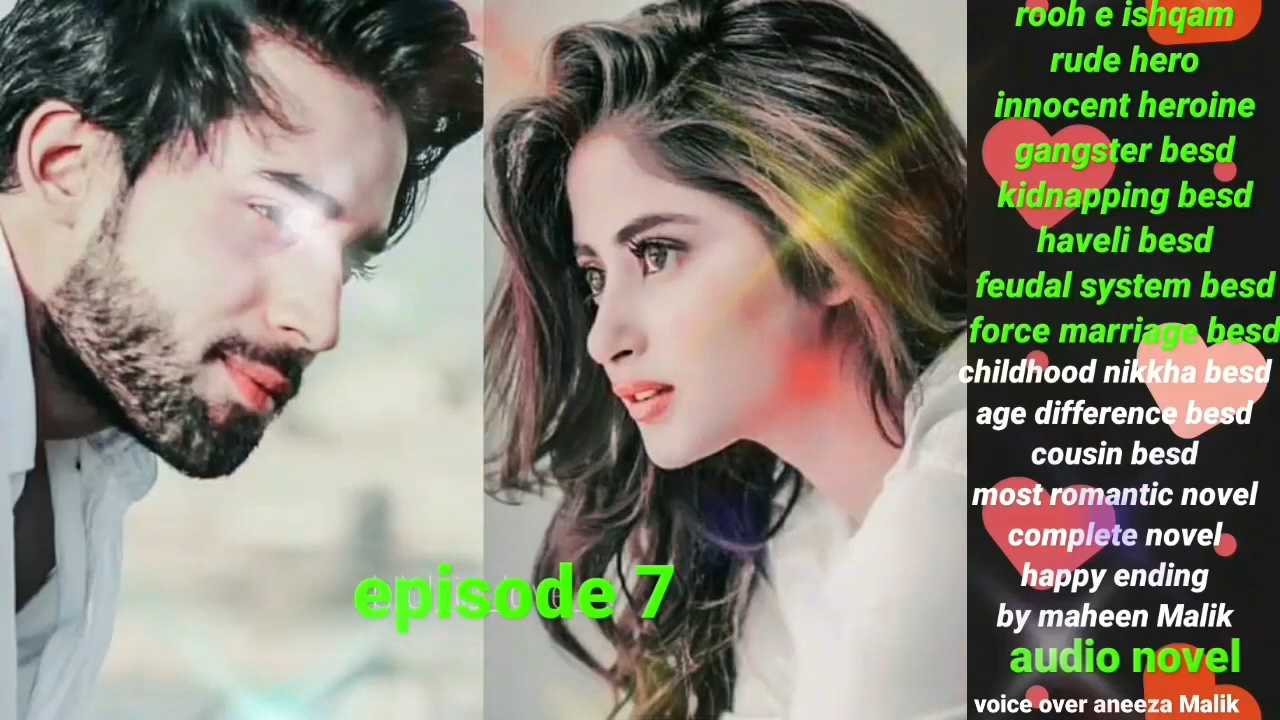 rooh e ishqam
rude hero
innocent heroine
gangster besd
kidnapping besd
haveli besd
feudal system besd
force marriage besd
childhood nikkha besd
age difference besd
cousin besd
most romantic novel
complete novel
happy ending
by maheen Malik
audio novel
voice over aneeza Malik
episode 7